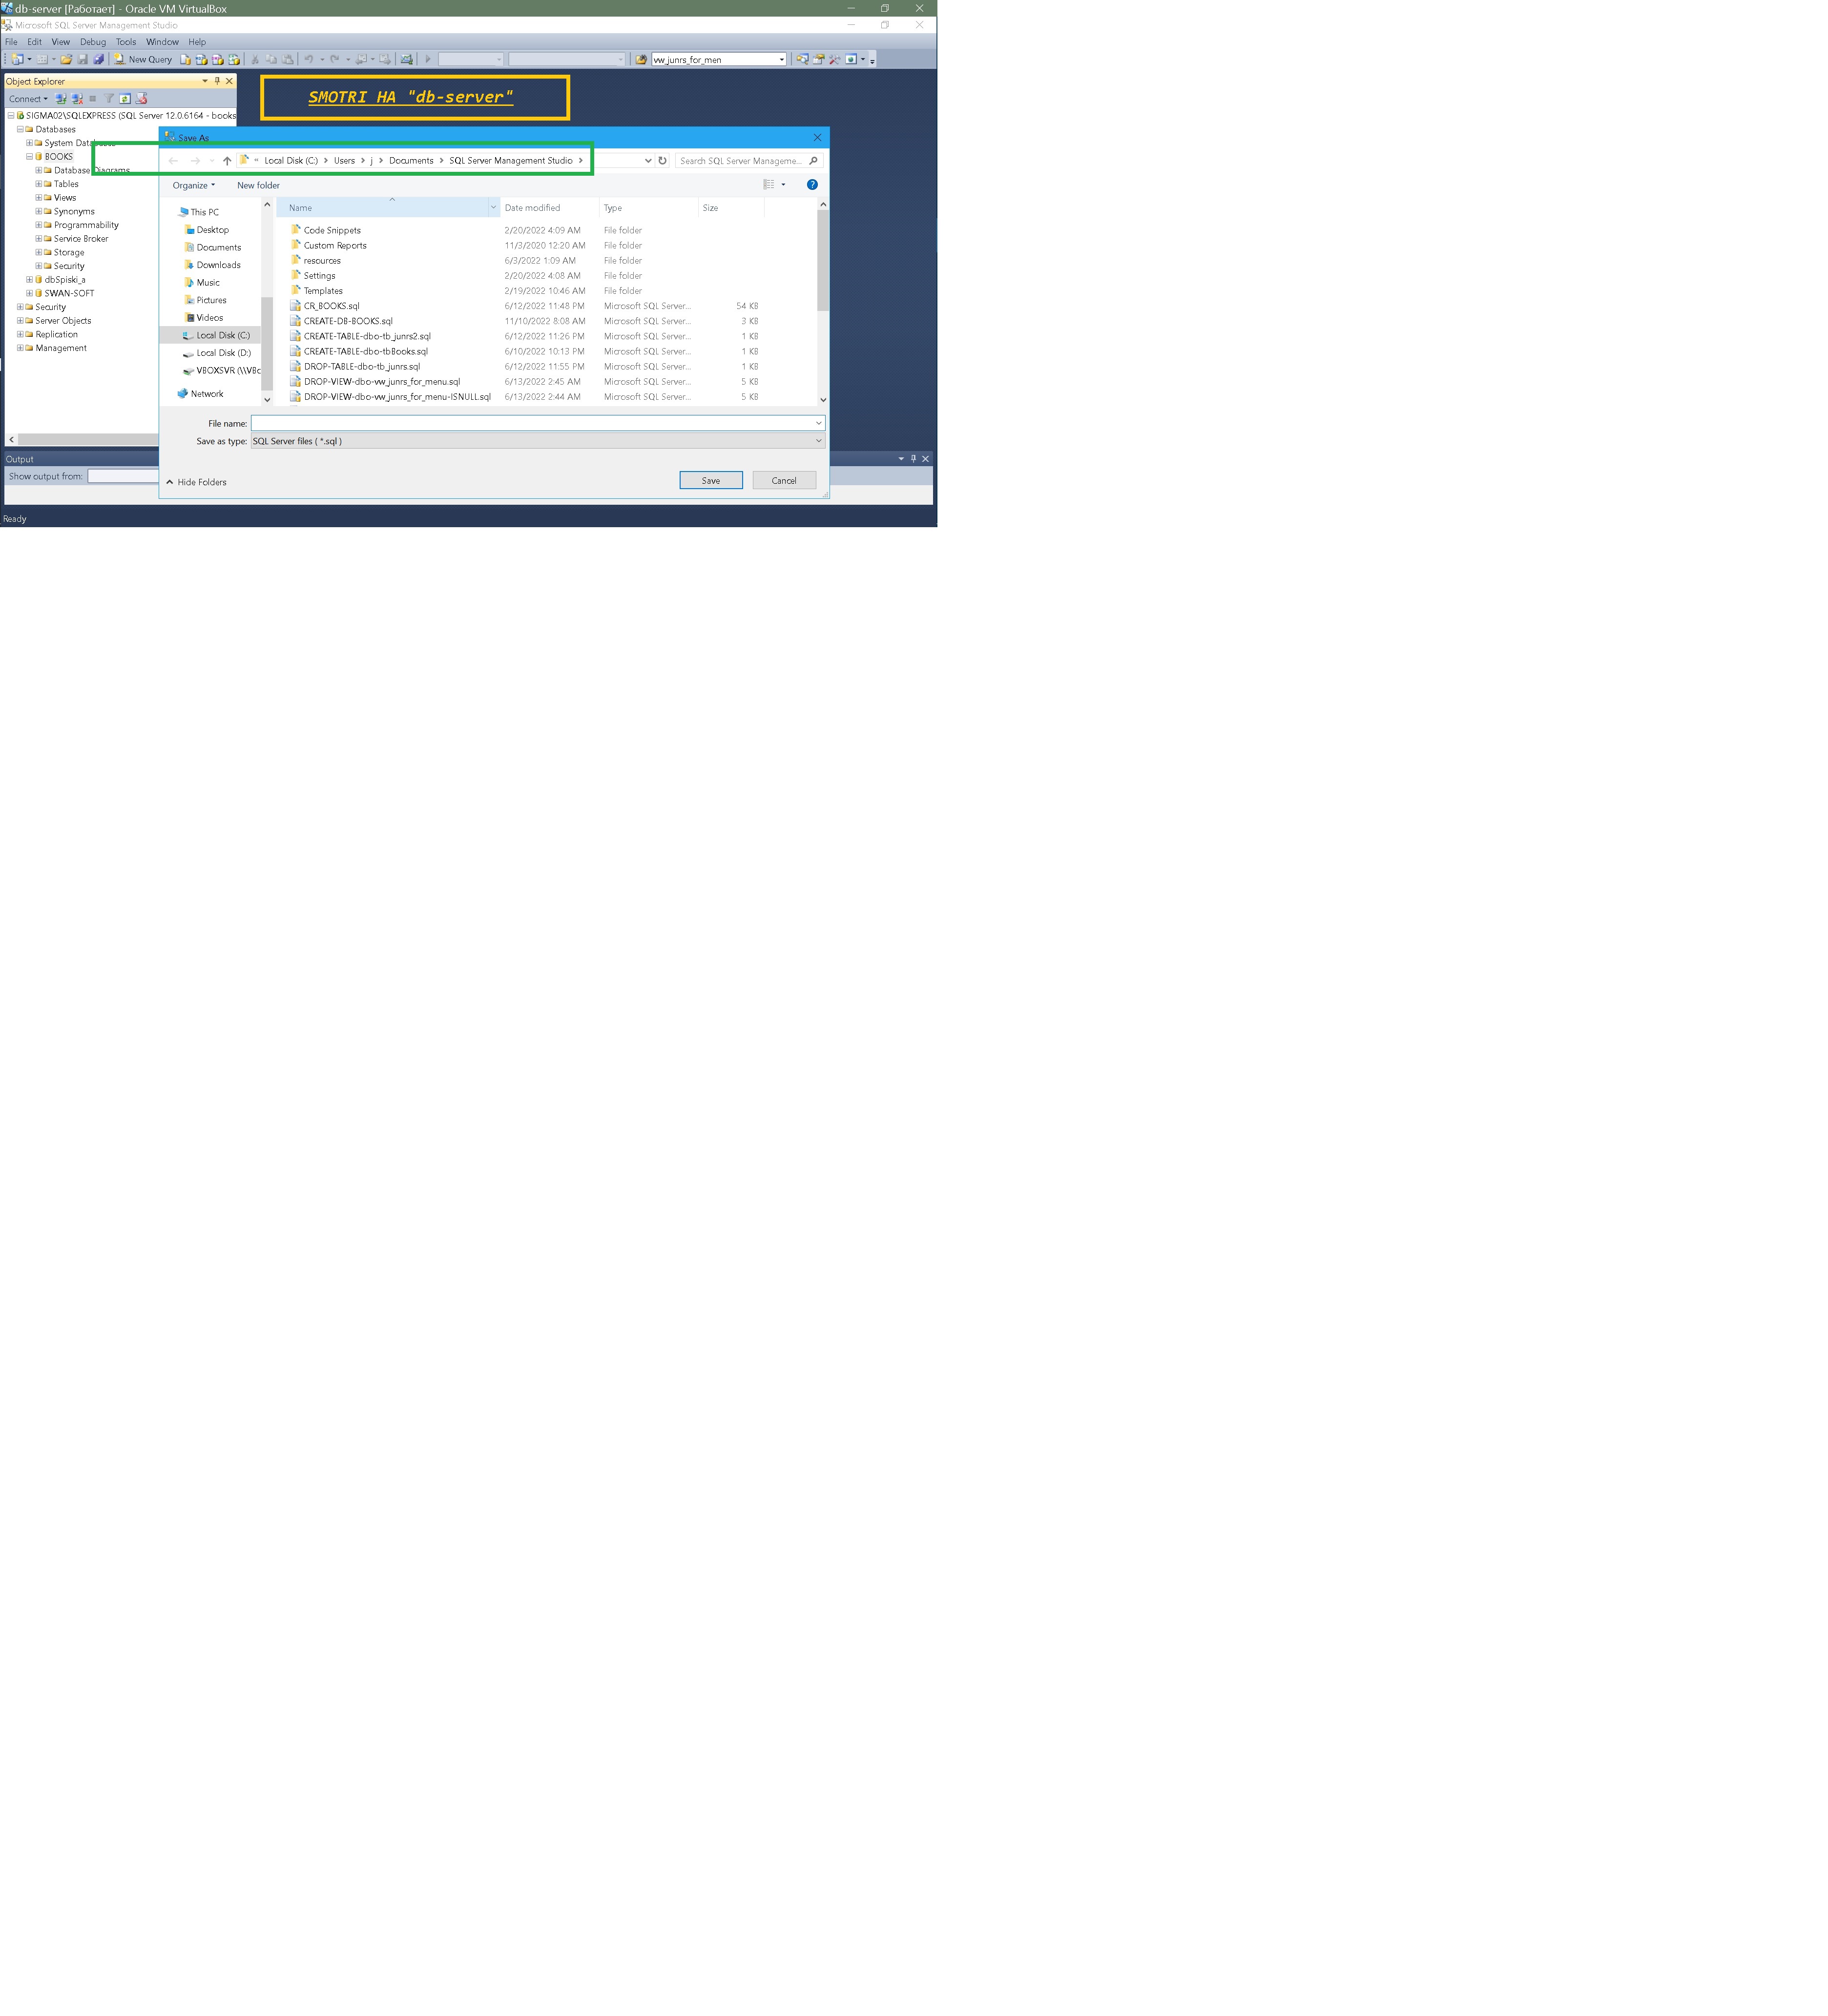 db-server [Работает] - Oracle VM VirtualBox
Microsoft SQL Server Management Studio
File Edit View Debug Tools Window Help
New Query
vw_junrs_for_men
Object Explorer
Connect
SIGMA02\SQLEXPRESS (SQL Server 12.0.6164 - books
Databases
System Databases
BOOKS
Database Diagrams
Tables
Views
Synonyms
Programmability
Service Broker
Storage
Security
dbSpiski_a
SWAN-SOFT
Security
Server Objects
Replication
Management
SMOTRI HA "db-server"
Save As
« Local Disk (C:) > Users > j > Documents > SQL Server Management Studio >
Search SQL Server Manageme...
Organize
New folder
This PC
Desktop
Documents
Downloads
Music
Pictures
Videos
Local Disk (C:)
Local Disk (D:)
VBOXSVR (\\VBc
Network
Name Date modified Type Size
Code Snippets 2/20/2022 4:09 AM File folder
Custom Reports 11/3/2020 12:20 AM File folder
resources 6/3/2022 1:09 AM File folder
Settings 2/20/2022 4:08 AM File folder
Templates 2/19/2022 10:46 AM File folder
CR_BOOKS.sql 6/12/2022 11:48 PM Microsoft SQL Server... 54 KB
CREATE-DB-BOOKS.sql 11/10/2022 8:08 AM Microsoft SQL Server... 3 KB
CREATE-TABLE-dbo-tb_junrs2.sql 6/12/2022 11:26 PM Microsoft SQL Server... 1 KB
CREATE-TABLE-dbo-tbBooks.sql 6/10/2022 10:13 PM Microsoft SQL Server... 1 KB
DROP-TABLE-dbo-tb_junrs.sql 6/12/2022 11:55 PM Microsoft SQL Server... 1 KB
DROP-VIEW-dbo-vw_junrs_for_menu.sql 6/13/2022 2:45 AM Microsoft SQL Server... 5 KB
DROP-VIEW-dbo-vw_junrs_for_menu-ISNULL.sql 6/13/2022 2:44 AM Microsoft SQL Server... 5 KB
File name:
Save as type: SQL Server files ( *.sql )
Hide Folders
Save
Cancel
Output
Show output from:
Ready